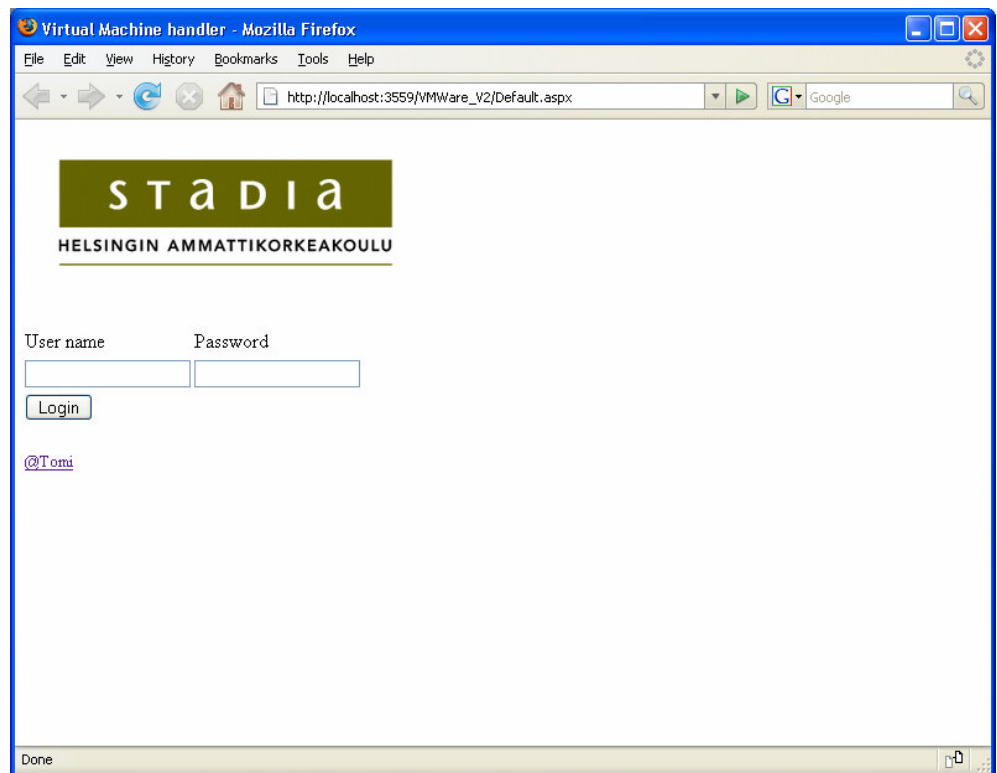 Virtual Machine handler - Mozilla Firefox
File Edit View History Bookmarks Tools Help
http://localhost:3559/VMWare_V2/Default.aspx G Google
STaDIa
HELSINGIN AMMATTIKORKEAKOULU
User name Password
Login
@Tomi
Done